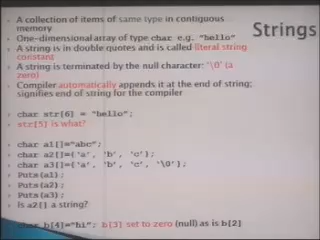 Strings
A collection of items of same type in contiguous
memory
One-dimensional array of type char e.g. "hello"
A string is in double quotes and is called literal string
constant
A string is terminated by the null character: '\0' (a
zero)
Compiler automatically appends it at the end of string;
signifies end of string for the compiler
char str[6] = "hello";
str[5] is what?
char a1[]="abc";
char a2[]={'a', 'b', 'c'};
char a3[]={'a', 'b', 'c', '\0'};
Puts(a1);
Puts(a2);
Puts(a3);
Is a2[] a string?
char b[4]="hi"; b[3] set to zero (null) as is b[2]